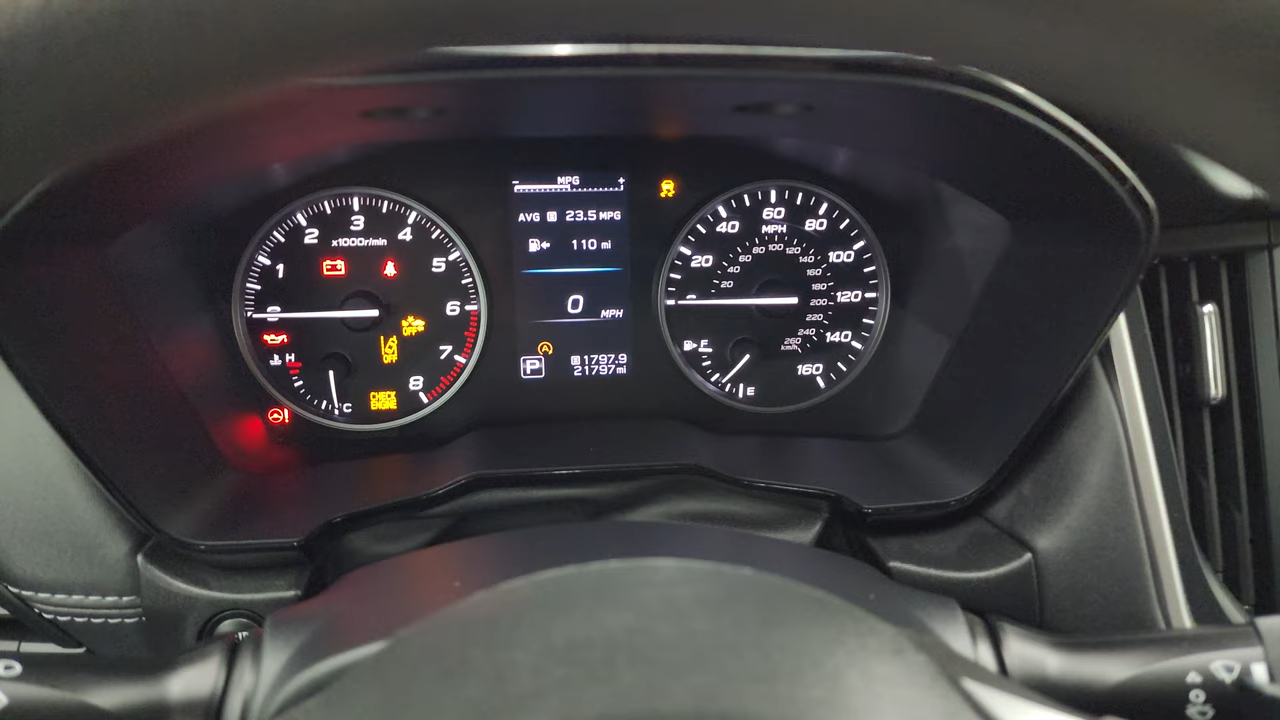 - MPG +
AVG B 23.5 MPG
110 mi
0 MPH
A
P
B 1797.9
21797 mi
0 1 2 3 4 5 6 7 8
x1000r/min
OFF
OFF
H
C
CHECK
ENGINE
!
20 40 60 80 100 120 140 160
MPH
20 40 60 80 100 120 140 160 180 200 220 240 260
km/h
F
E